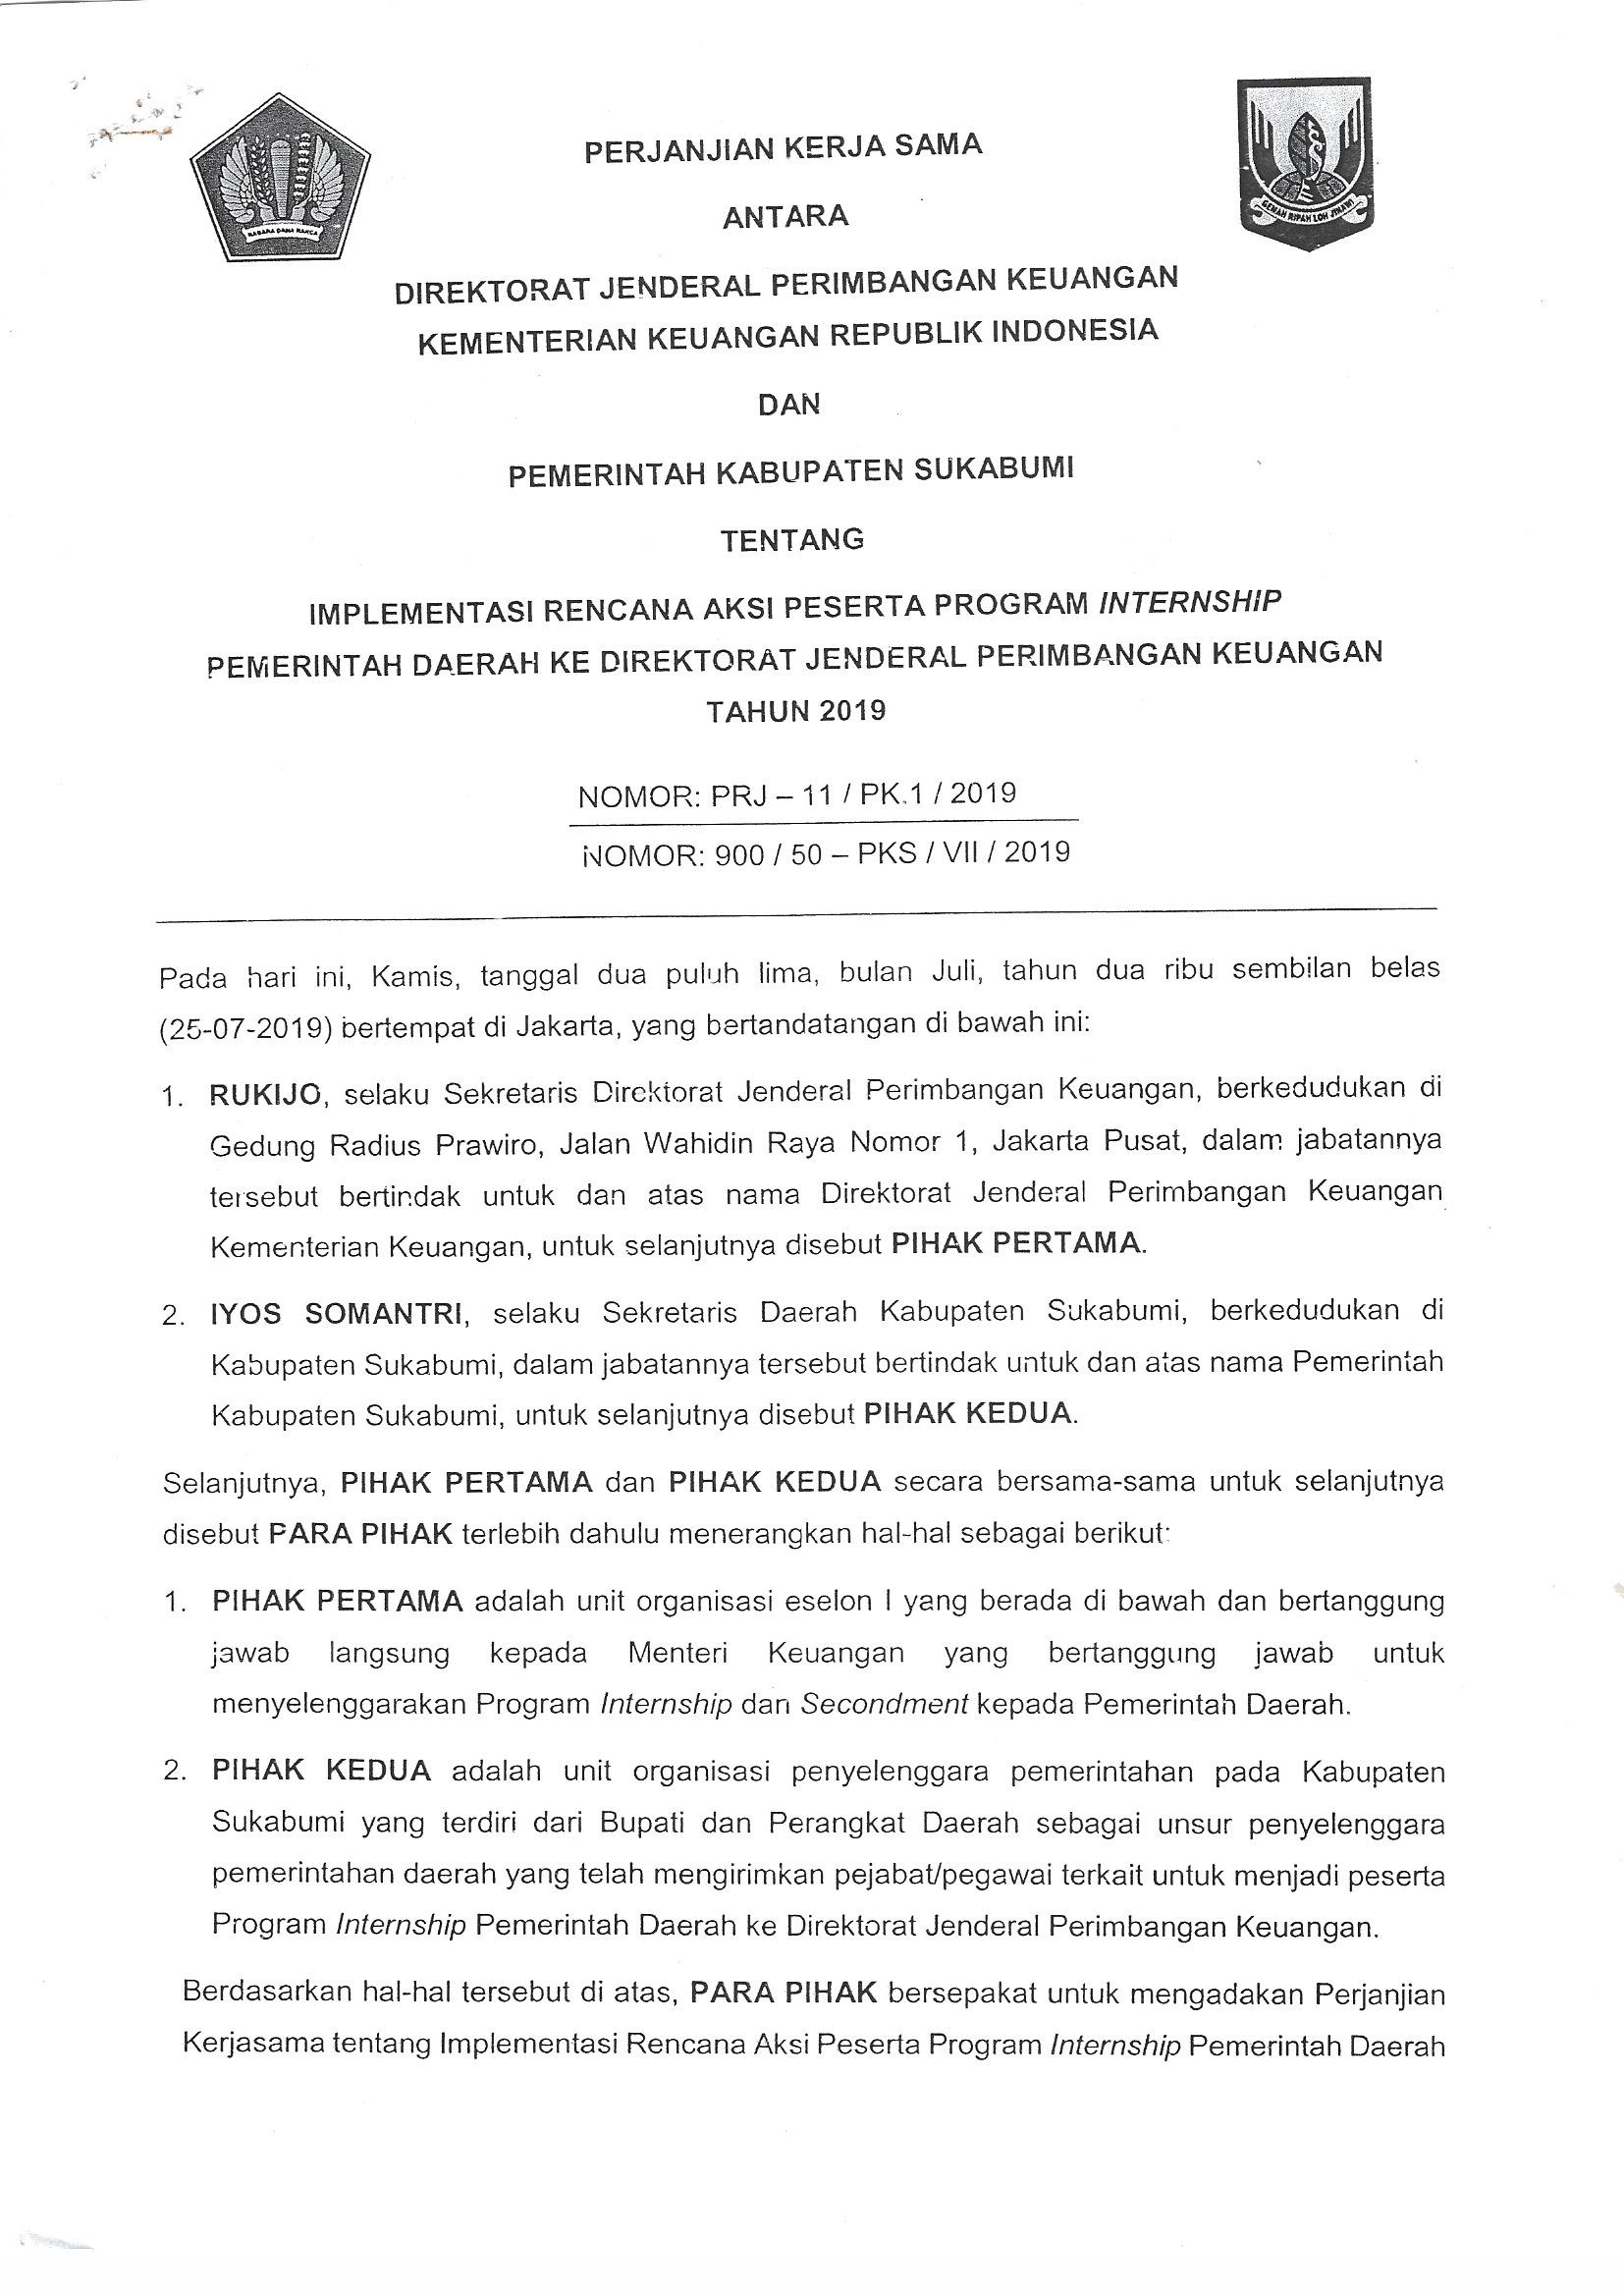 NAGARA DANA RAKCA
GEMAH RIPAH LOH JINAWI
PERJANJIAN KERJA SAMA
ANTARA
DIREKTORAT JENDERAL PERIMBANGAN KEUANGAN
KEMENTERIAN KEUANGAN REPUBLIK INDONESIA
DAN
PEMERINTAH KABUPATEN SUKABUMI
TENTANG
IMPLEMENTASI RENCANA AKSI PESERTA PROGRAM INTERNSHIP
PEMERINTAH DAERAH KE DIREKTORAT JENDERAL PERIMBANGAN KEUANGAN
TAHUN 2019
NOMOR: PRJ – 11 / PK.1 / 2019
NOMOR: 900 / 50 – PKS / VII / 2019
Pada hari ini, Kamis, tanggal dua puluh lima, bulan Juli, tahun dua ribu sembilan belas
(25-07-2019) bertempat di Jakarta, yang bertandatangan di bawah ini:
1. RUKIJO, selaku Sekretaris Direktorat Jenderal Perimbangan Keuangan, berkedudukan di
Gedung Radius Prawiro, Jalan Wahidin Raya Nomor 1, Jakarta Pusat, dalam jabatannya
tersebut bertindak untuk dan atas nama Direktorat Jenderal Perimbangan Keuangan
Kementerian Keuangan, untuk selanjutnya disebut PIHAK PERTAMA.
2. IYOS SOMANTRI, selaku Sekretaris Daerah Kabupaten Sukabumi, berkedudukan di
Kabupaten Sukabumi, dalam jabatannya tersebut bertindak untuk dan atas nama Pemerintah
Kabupaten Sukabumi, untuk selanjutnya disebut PIHAK KEDUA.
Selanjutnya, PIHAK PERTAMA dan PIHAK KEDUA secara bersama-sama untuk selanjutnya
disebut PARA PIHAK terlebih dahulu menerangkan hal-hal sebagai berikut:
1. PIHAK PERTAMA adalah unit organisasi eselon I yang berada di bawah dan bertanggung
jawab langsung kepada Menteri Keuangan yang bertanggung jawab untuk
menyelenggarakan Program Internship dan Secondment kepada Pemerintah Daerah.
2. PIHAK KEDUA adalah unit organisasi penyelenggara pemerintahan pada Kabupaten
Sukabumi yang terdiri dari Bupati dan Perangkat Daerah sebagai unsur penyelenggara
pemerintahan daerah yang telah mengirimkan pejabat/pegawai terkait untuk menjadi peserta
Program Internship Pemerintah Daerah ke Direktorat Jenderal Perimbangan Keuangan.
Berdasarkan hal-hal tersebut di atas, PARA PIHAK bersepakat untuk mengadakan Perjanjian
Kerjasama tentang Implementasi Rencana Aksi Peserta Program Internship Pemerintah Daerah